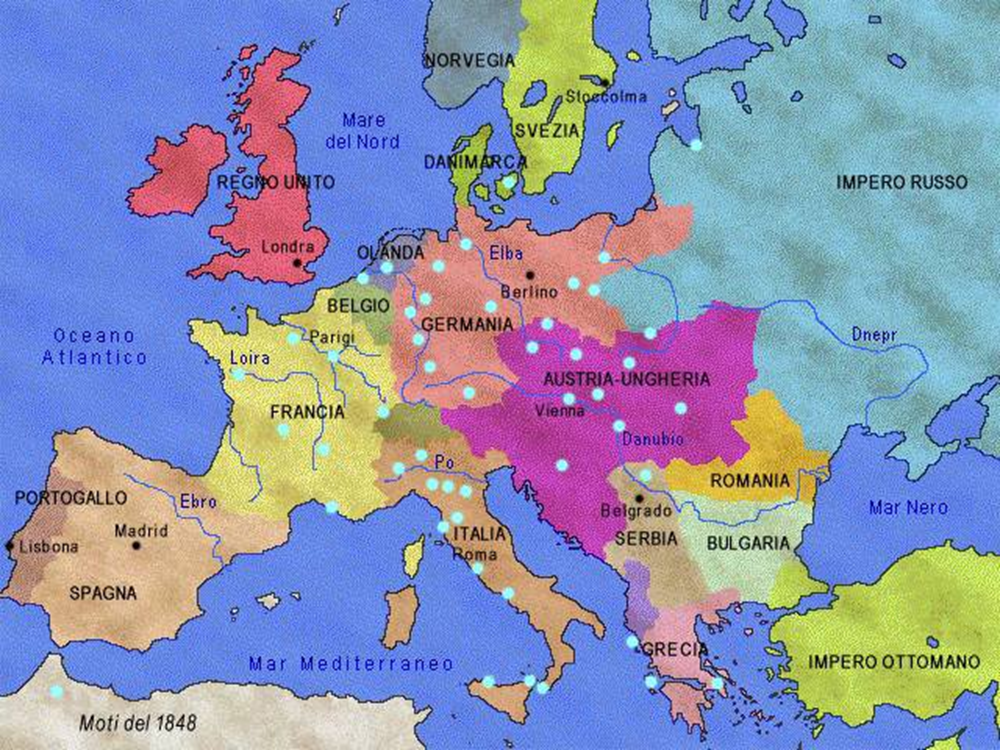 NORVEGIA
Stoccolma
Mare
del Nord
SVEZIA
DANIMARCA
REGNO UNITO
IMPERO RUSSO
Londra
OLANDA
Elba
Berlino
BELGIO
GERMANIA
Oceano
Atlantico
Parigi
Loira
Dnepr
AUSTRIA-UNGHERIA
FRANCIA
Vienna
Danubio
Po
PORTOGALLO
Ebro
ROMANIA
Mar Nero
Belgrado
Madrid
Lisbona
ITALIA
Roma
SERBIA
BULGARIA
SPAGNA
GRECIA
Mar Mediterraneo
IMPERO OTTOMANO
Moti del 1848